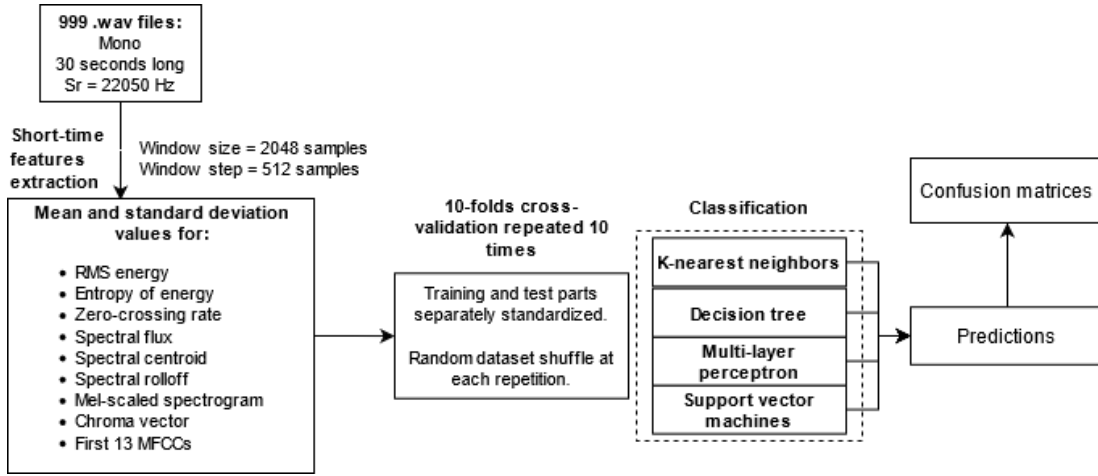 999 .wav files:
Mono
30 seconds long
Sr = 22050 Hz
Short-time
features
extraction
Window size = 2048 samples
Window step = 512 samples
Mean and standard deviation
values for:
RMS energy
Entropy of energy
Zero-crossing rate
Spectral flux
Spectral centroid
Spectral rolloff
Mel-scaled spectrogram
Chroma vector
First 13 MFCCs
10-folds cross-
validation repeated 10
times
Training and test parts
separately standardized.
Random dataset shuffle at
each repetition.
Classification
K-nearest neighbors
Decision tree
Multi-layer
perceptron
Support vector
machines
Predictions
Confusion matrices